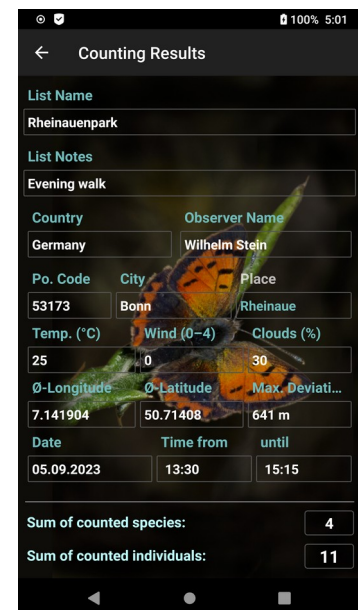 100% 5:01
Counting Results
List Name
Rheinauenpark
List Notes
Evening walk
Country Observer Name
Germany Wilhelm Stein
Po. Code City Place
53173 Bonn Rheinaue
Temp. (°C) Wind (0–4) Clouds (%)
25 0 30
Ø-Longitude Ø-Latitude Max. Deviati...
7.141904 50.71408 641 m
Date Time from until
05.09.2023 13:30 15:15
Sum of counted species: 4
Sum of counted individuals: 11